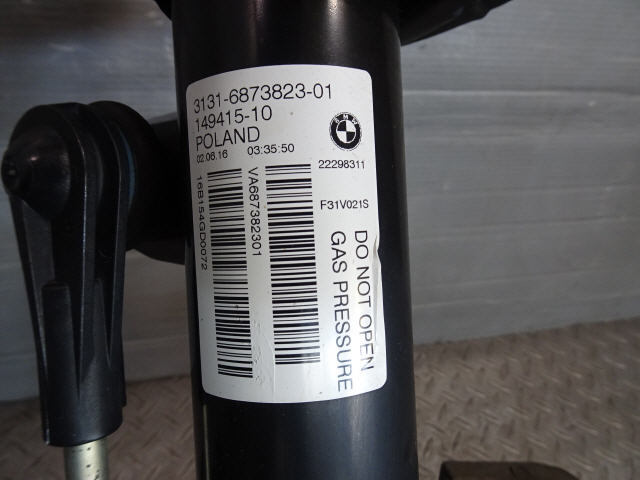 3131-6873823-01
149415-10
POLAND
BMW
02.06.16 03:35:50
22298311
F31V021S
16B154GD0072
VA687382301
DO NOT OPEN
GAS PRESSURE